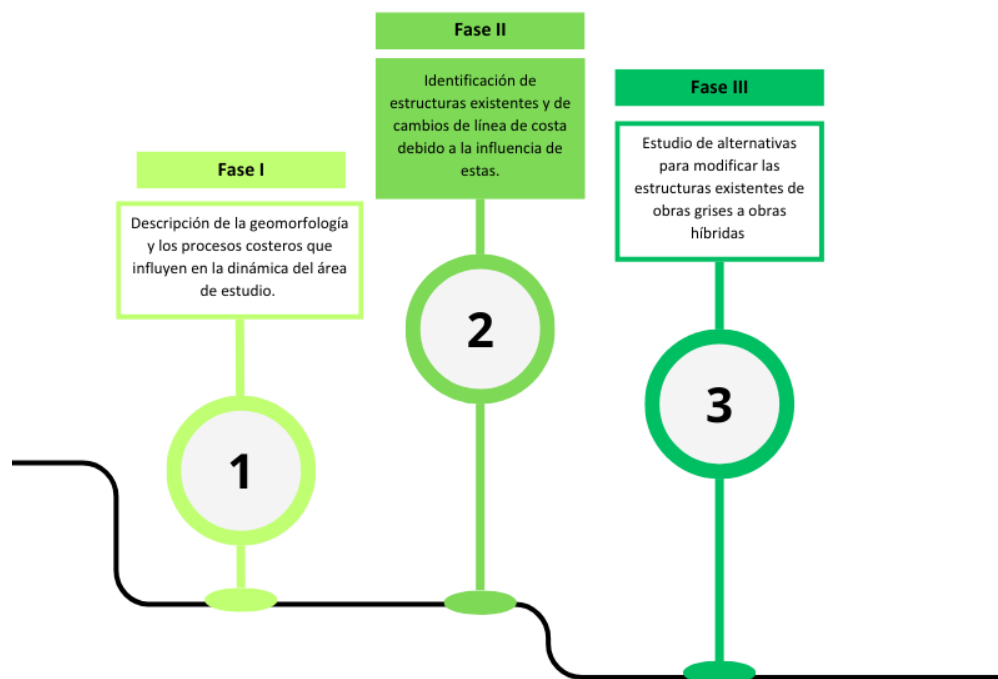 Fase I
Descripción de la geomorfología
y los procesos costeros que
influyen en la dinámica del área
de estudio.
1
Fase II
Identificación de
estructuras existentes y de
cambios de línea de costa
debido a la influencia de
estas.
2
Fase III
Estudio de alternativas
para modificar las
estructuras existentes de
obras grises a obras
híbridas
3